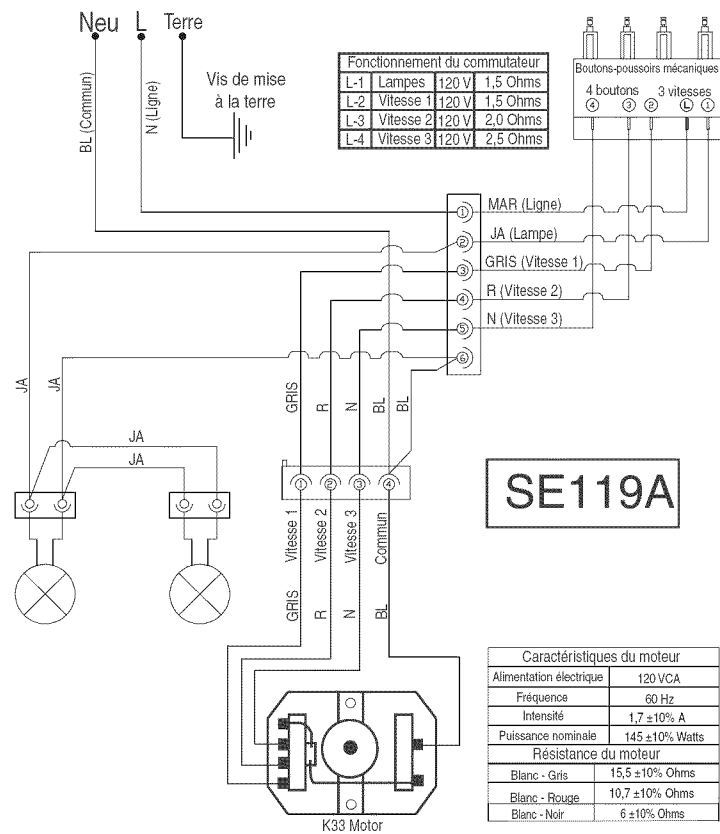 Neu L Terre
BL (Commun)
N (Ligne)
Vis de mise
à la terre
Fonctionnement du commutateur
L-1 Lampes 120 V 1,5 Ohms
L-2 Vitesse 1 120 V 1,5 Ohms
L-3 Vitesse 2 120 V 2,0 Ohms
L-4 Vitesse 3 120 V 2,5 Ohms
Boutons-poussoirs mécaniques
4 boutons 3 vitesses
4 3 2 L 1
1 MAR (Ligne)
2 JA (Lampe)
3 GRIS (Vitesse 1)
4 R (Vitesse 2)
5 N (Vitesse 3)
6
JA
JA
GRIS
R
N
BL
BL
JA
JA
1 2 3 4
SE119A
Vitesse 1
Vitesse 2
Vitesse 3
Commun
GRIS
R
N
BL
K33 Motor
Caractéristiques du moteur
Alimentation électrique 120 VCA
Fréquence 60 Hz
Intensité 1,7 ±10% A
Puissance nominale 145 ±10% Watts
Résistance du moteur
Blanc - Gris 15,5 ±10% Ohms
Blanc - Rouge 10,7 ±10% Ohms
Blanc - Noir 6 ±10% Ohms